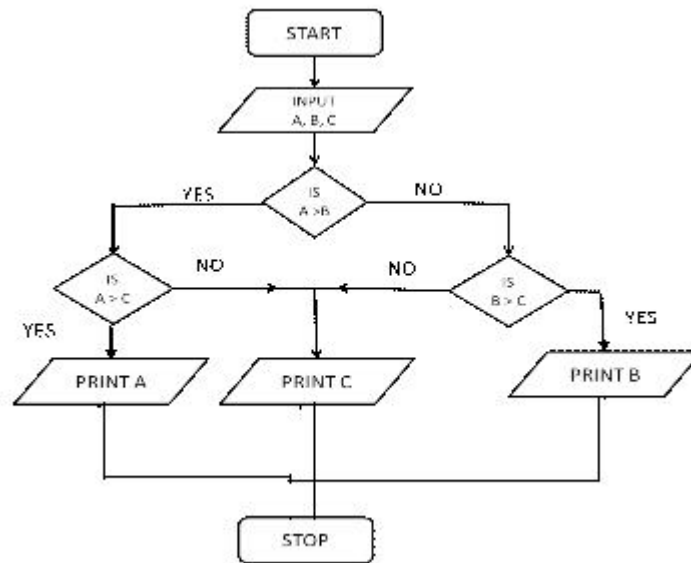 START
INPUT
A, B, C
YES
IS
A >B
NO
IS
A > C
NO
NO
IS
B > C
YES
YES
PRINT A
PRINT C
PRINT B
STOP